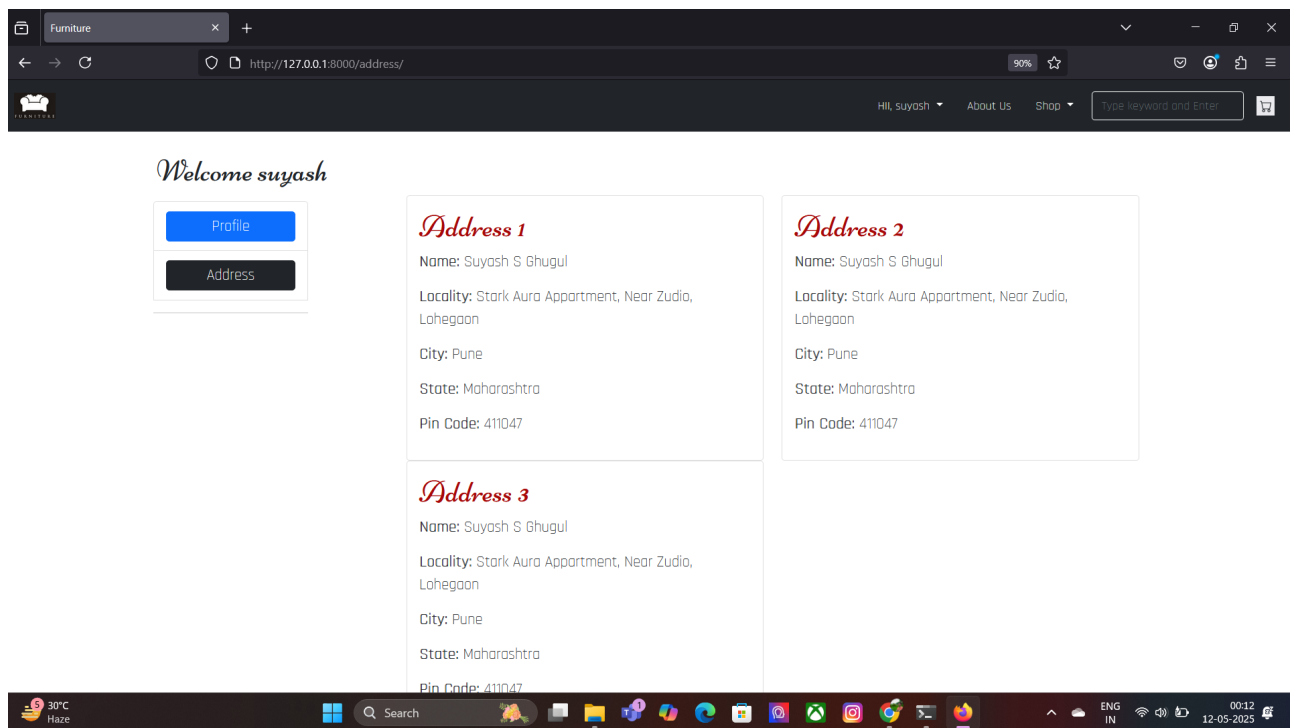 Furniture
http://127.0.0.1:8000/address/
90%
FURNITURE
HII, suyash
About Us
Shop
Type keyword and Enter
Welcome suyash
Profile
Address
Address 1
Name: Suyash S Ghugul
Locality: Stark Aura Appartment, Near Zudio,
Lohegaon
City: Pune
State: Maharashtra
Pin Code: 411047
Address 2
Name: Suyash S Ghugul
Locality: Stark Aura Appartment, Near Zudio,
Lohegaon
City: Pune
State: Maharashtra
Pin Code: 411047
Address 3
Name: Suyash S Ghugul
Locality: Stark Aura Appartment, Near Zudio,
Lohegaon
City: Pune
State: Maharashtra
Pin Code: 411047
5
30°C
Haze
Search
1
ENG
IN
00:12
12-05-2025